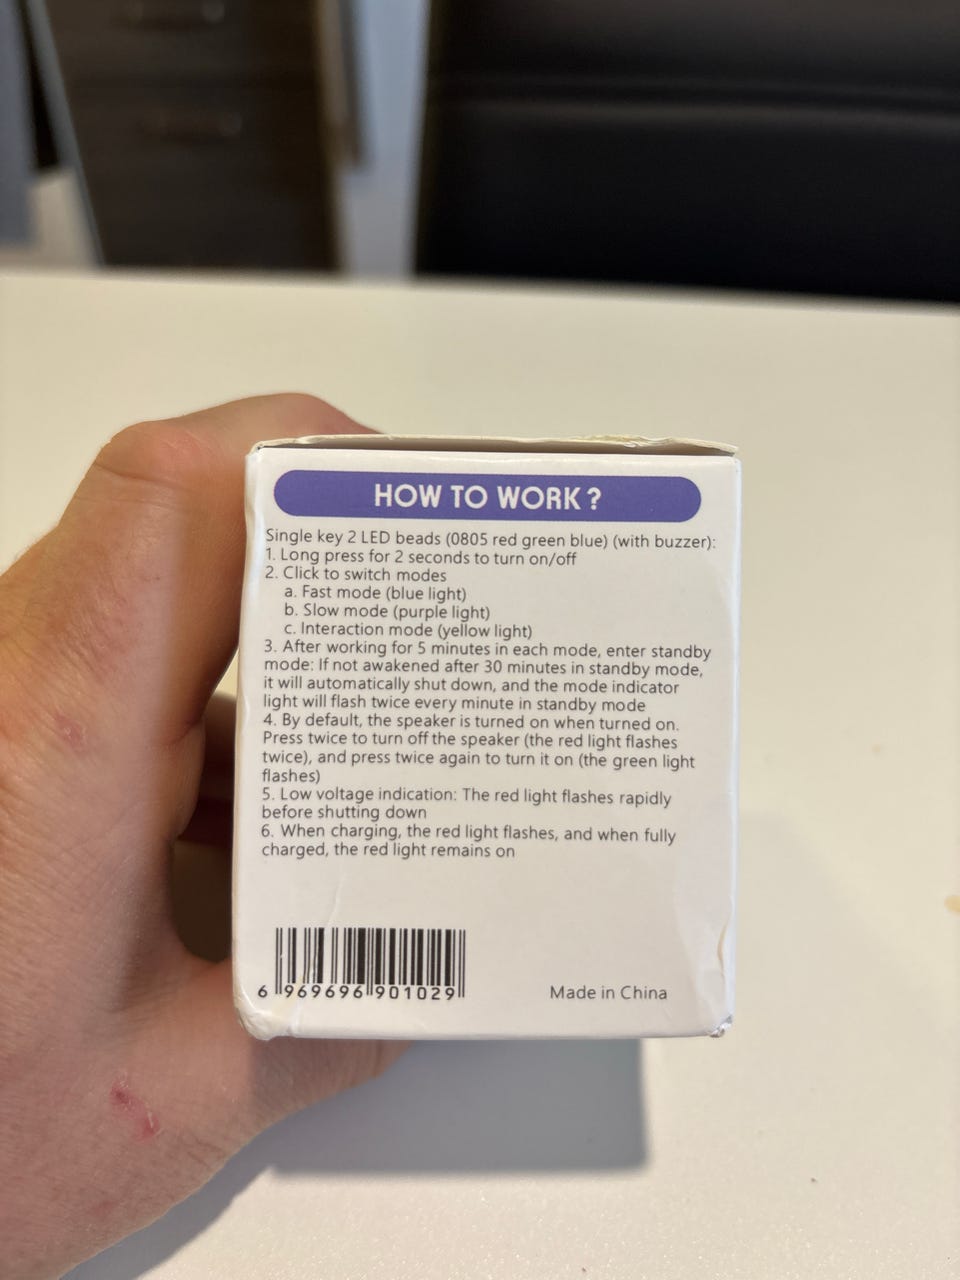 HOW TO WORK?
Single key 2 LED beads (0805 red green blue) (with buzzer):
1. Long press for 2 seconds to turn on/off
2. Click to switch modes
a. Fast mode (blue light)
b. Slow mode (purple light)
c. Interaction mode (yellow light)
3. After working for 5 minutes in each mode, enter standby
mode: If not awakened after 30 minutes in standby mode,
it will automatically shut down, and the mode indicator
light will flash twice every minute in standby mode
4. By default, the speaker is turned on when turned on.
Press twice to turn off the speaker (the red light flashes
twice), and press twice again to turn it on (the green light
flashes)
5. Low voltage indication: The red light flashes rapidly
before shutting down
6. When charging, the red light flashes, and when fully
charged, the red light remains on
6 969696 901029
Made in China